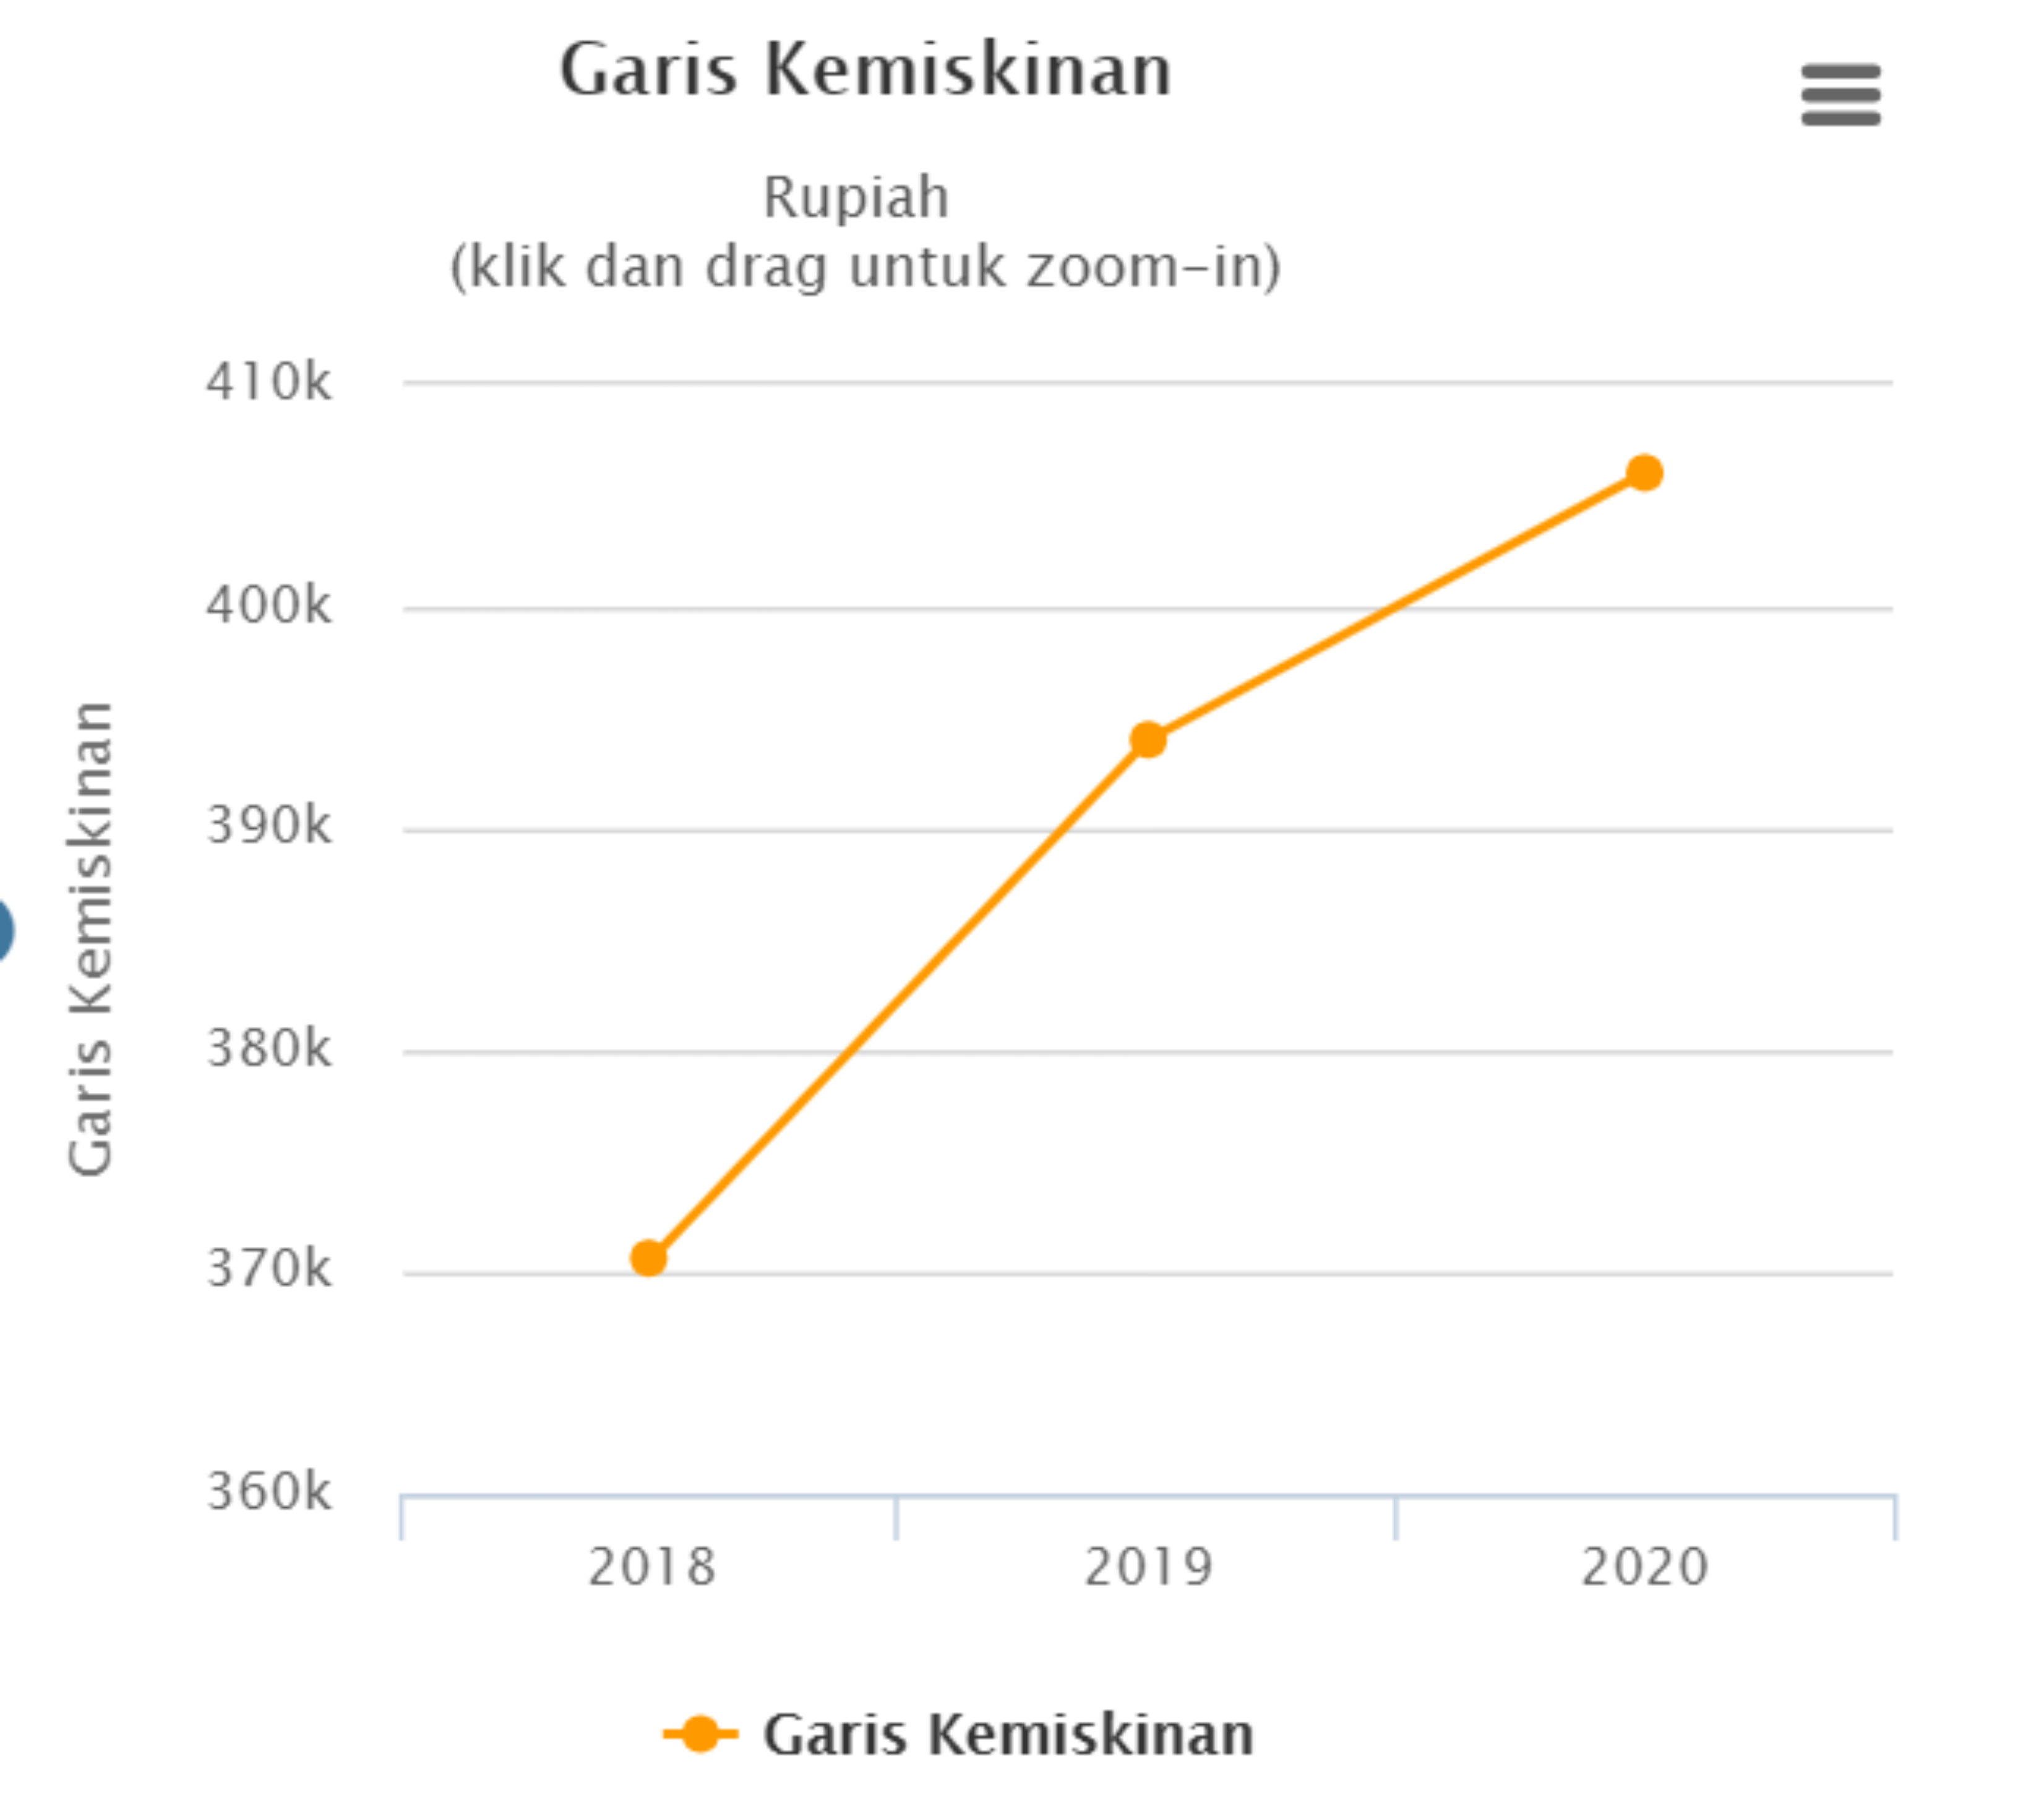 Garis Kemiskinan
Rupiah
(klik dan drag untuk zoom-in)
410k
400k
390k
380k
370k
360k
Garis Kemiskinan
2018
2019
2020
Garis Kemiskinan